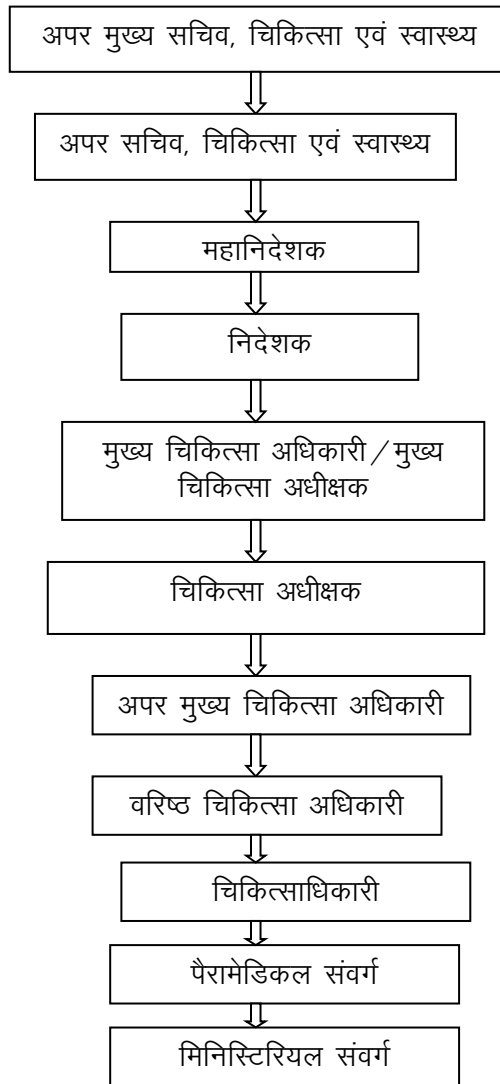 अपर मुख्य सचिव, चिकित्सा एवं स्वास्थ्य
अपर सचिव, चिकित्सा एवं स्वास्थ्य
महानिदेशक
निदेशक
मुख्य चिकित्सा अधिकारी / मुख्य
चिकित्सा अधीक्षक
चिकित्सा अधीक्षक
अपर मुख्य चिकित्सा अधिकारी
वरिष्ठ चिकित्सा अधिकारी
चिकित्साधिकारी
पैरामेडिकल संवर्ग
मिनिस्टिरियल संवर्ग